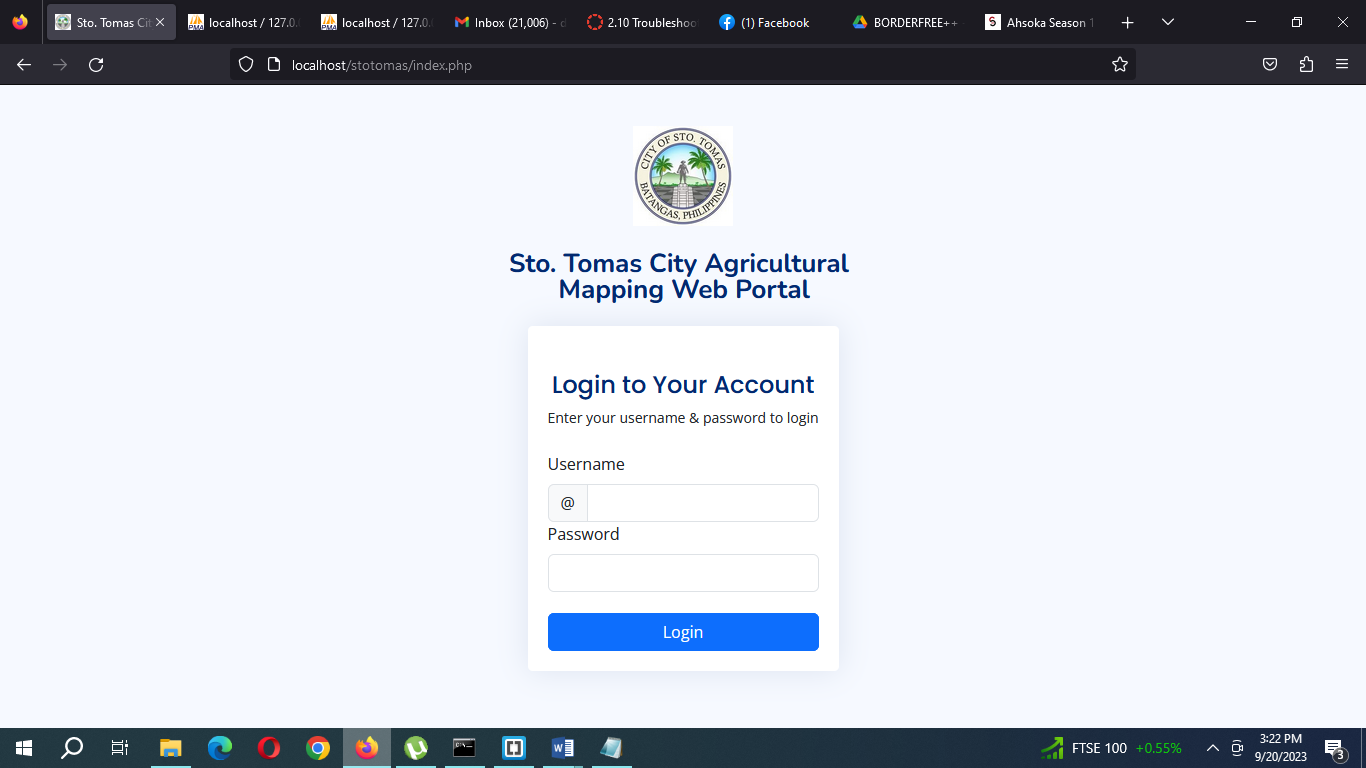 Sto. Tomas Cit
localhost / 127.0.
localhost / 127.0.
Inbox (21,006) - d
2.10 Troubleshoo
(1) Facebook
BORDERFREE++ -
Ahsoka Season 1
localhost/stotomas/index.php
CITY OF STO. TOMAS
BATANGAS, PHILIPPINES
Sto. Tomas City Agricultural
Mapping Web Portal
Login to Your Account
Enter your username & password to login
Username
@
Password
Login
FTSE 100 +0.55%
3:22 PM
9/20/2023
3